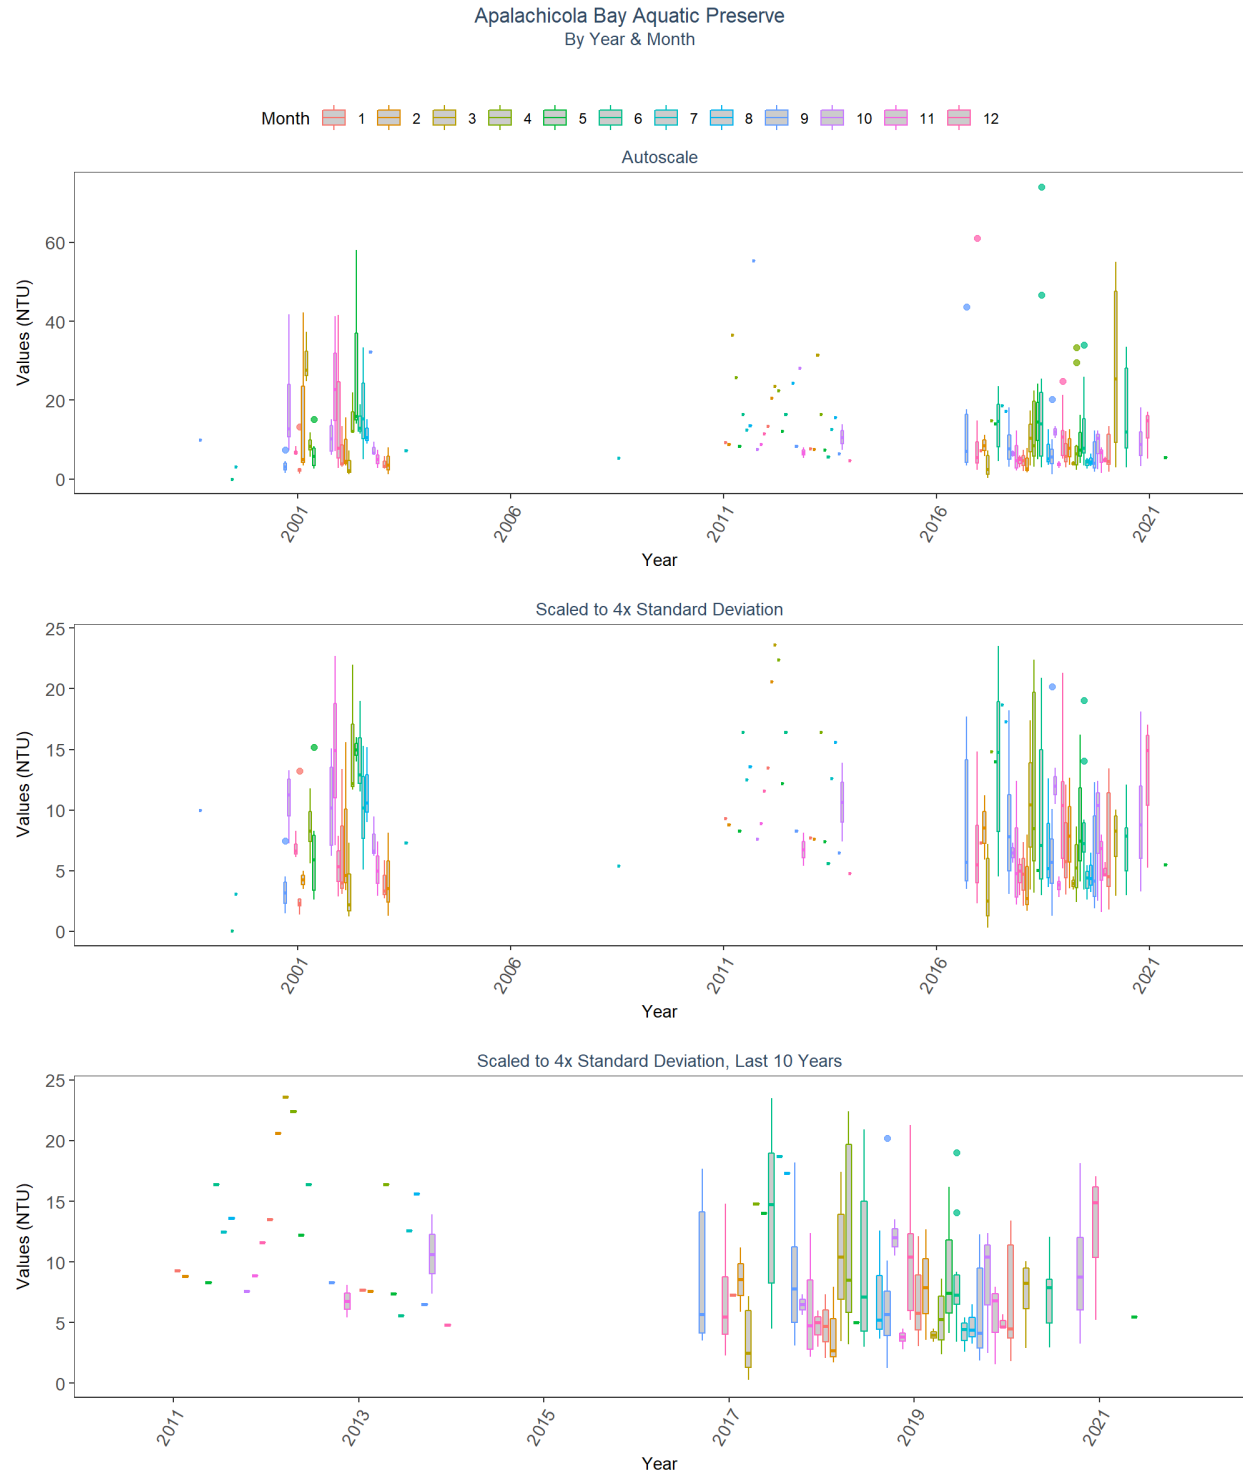 Apalachicola Bay Aquatic Preserve
By Year & Month
Month 1 2 3 4 5 6 7 8 9 10 11 12
Autoscale
60
40
20
0
Values (NTU)
2001 2006 2011 2016 2021
Year
Scaled to 4x Standard Deviation
25
20
15
10
5
0
Values (NTU)
2001 2006 2011 2016 2021
Year
Scaled to 4x Standard Deviation, Last 10 Years
25
20
15
10
5
0
Values (NTU)
2011 2013 2015 2017 2019 2021
Year